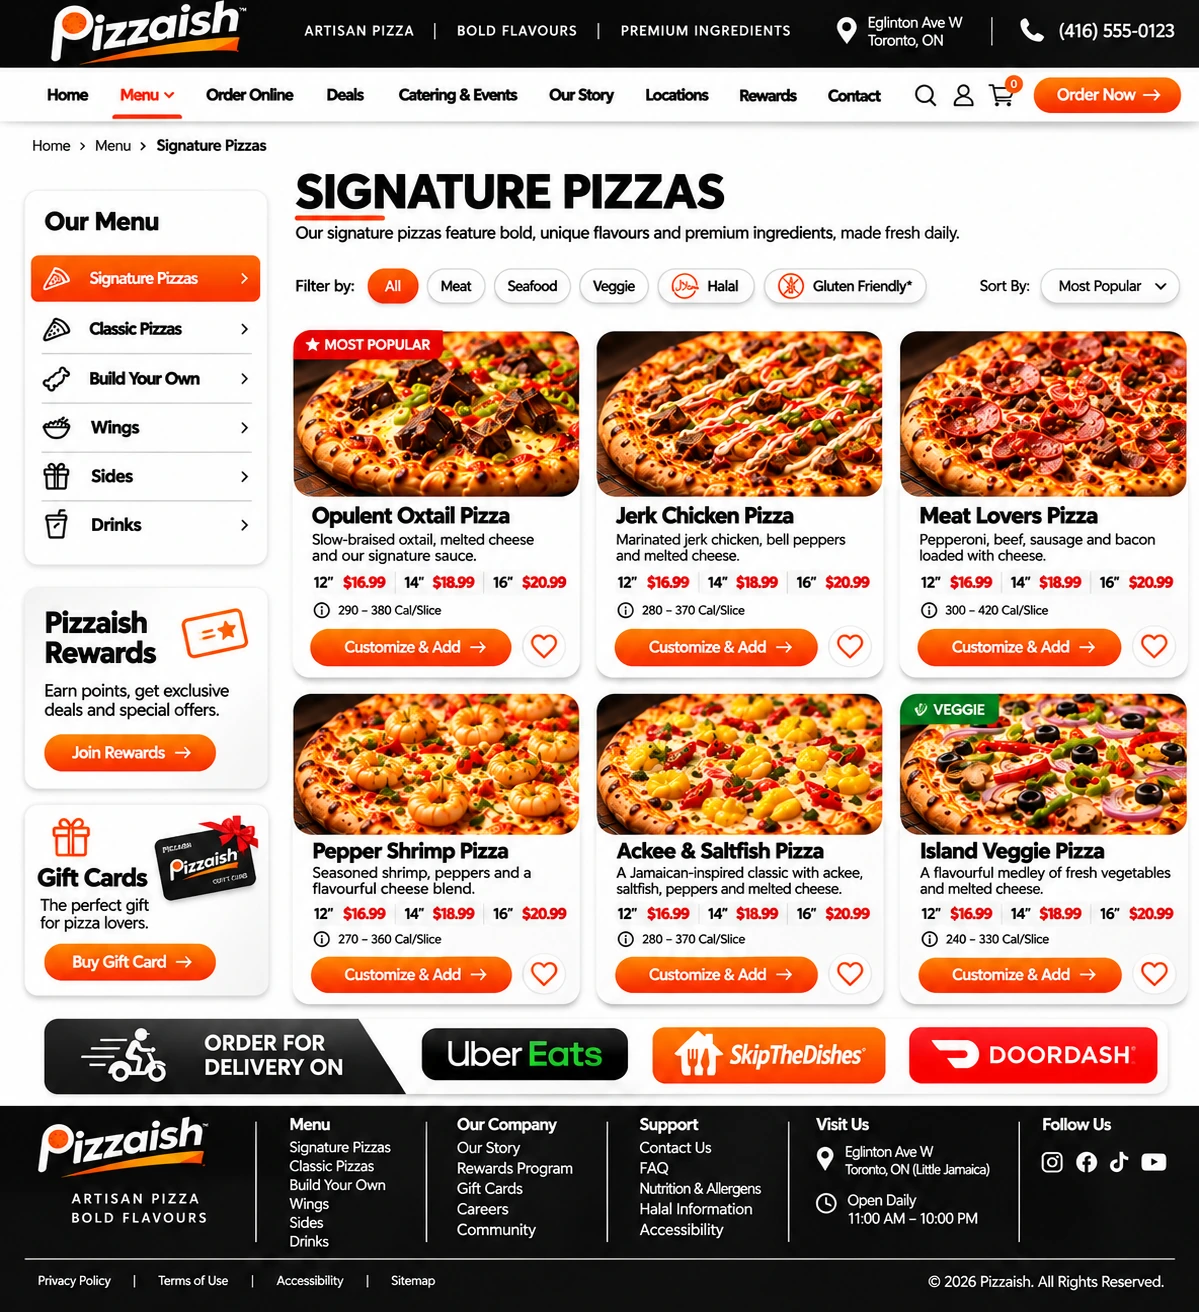 Pizzaish™
ARTISAN PIZZA | BOLD FLAVOURS | PREMIUM INGREDIENTS
Eglinton Ave W
Toronto, ON
(416) 555-0123
Home
Menu
Order Online
Deals
Catering & Events
Our Story
Locations
Rewards
Contact
0
Order Now →
Home > Menu > Signature Pizzas
Our Menu
Signature Pizzas
Classic Pizzas
Build Your Own
Wings
Sides
Drinks
Pizzaish
Rewards
Earn points, get exclusive
deals and special offers.
Join Rewards →
Pizzaish
Gift Cards
The perfect gift
for pizza lovers.
Buy Gift Card →
SIGNATURE PIZZAS
Our signature pizzas feature bold, unique flavours and premium ingredients, made fresh daily.
Filter by:
All
Meat
Seafood
Veggie
Halal
Gluten Friendly*
Sort By:
Most Popular
MOST POPULAR
Opulent Oxtail Pizza
Slow-braised oxtail, melted cheese
and our signature sauce.
12″ $16.99 | 14″ $18.99 | 16″ $20.99
290 – 380 Cal/Slice
Customize & Add →
Jerk Chicken Pizza
Marinated jerk chicken, bell peppers
and melted cheese.
12″ $16.99 | 14″ $18.99 | 16″ $20.99
280 – 370 Cal/Slice
Customize & Add →
Meat Lovers Pizza
Pepperoni, beef, sausage and bacon
loaded with cheese.
12″ $16.99 | 14″ $18.99 | 16″ $20.99
300 – 420 Cal/Slice
Customize & Add →
Pepper Shrimp Pizza
Seasoned shrimp, peppers and a
flavourful cheese blend.
12″ $16.99 | 14″ $18.99 | 16″ $20.99
270 – 360 Cal/Slice
Customize & Add →
Ackee & Saltfish Pizza
A Jamaican-inspired classic with ackee,
saltfish, peppers and melted cheese.
12″ $16.99 | 14″ $18.99 | 16″ $20.99
280 – 370 Cal/Slice
Customize & Add →
VEGGIE
Island Veggie Pizza
A flavourful medley of fresh vegetables
and melted cheese.
12″ $16.99 | 14″ $18.99 | 16″ $20.99
240 – 330 Cal/Slice
Customize & Add →
ORDER FOR
DELIVERY ON
Uber Eats
SkipTheDishes
DOORDASH
Pizzaish
ARTISAN PIZZA
BOLD FLAVOURS
Menu
Signature Pizzas
Classic Pizzas
Build Your Own
Wings
Sides
Drinks
Our Company
Our Story
Rewards Program
Gift Cards
Careers
Community
Support
Contact Us
FAQ
Nutrition & Allergens
Halal Information
Accessibility
Visit Us
Eglinton Ave W
Toronto, ON (Little Jamaica)
Open Daily
11:00 AM – 10:00 PM
Follow Us
Privacy Policy | Terms of Use | Accessibility | Sitemap
© 2026 Pizzaish. All Rights Reserved.